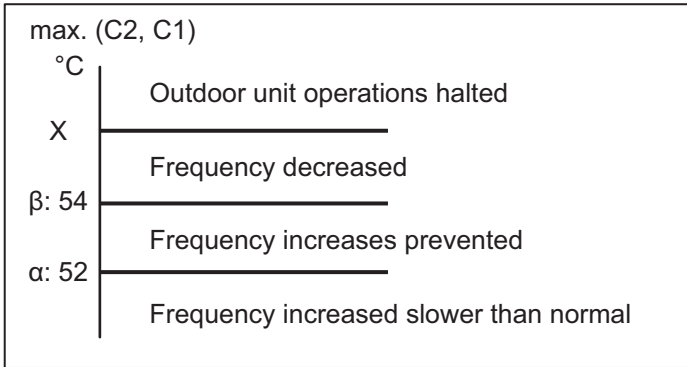 max. (C2, C1)
°C
Outdoor unit operations halted
X
Frequency decreased
β: 54
Frequency increases prevented
α: 52
Frequency increased slower than normal